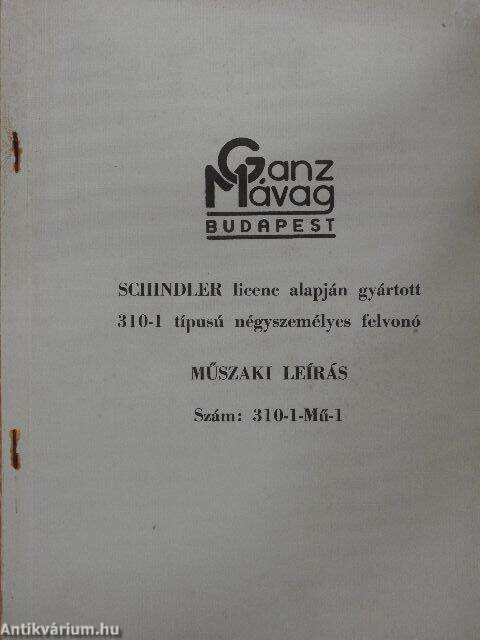 Ganz
Mávag
BUDAPEST
SCHINDLER licenc alapján gyártott
310-1 típusú négyszemélyes felvonó
MŰSZAKI LEÍRÁS
Szám: 310-1-Mű-1
Antikvárium.hu